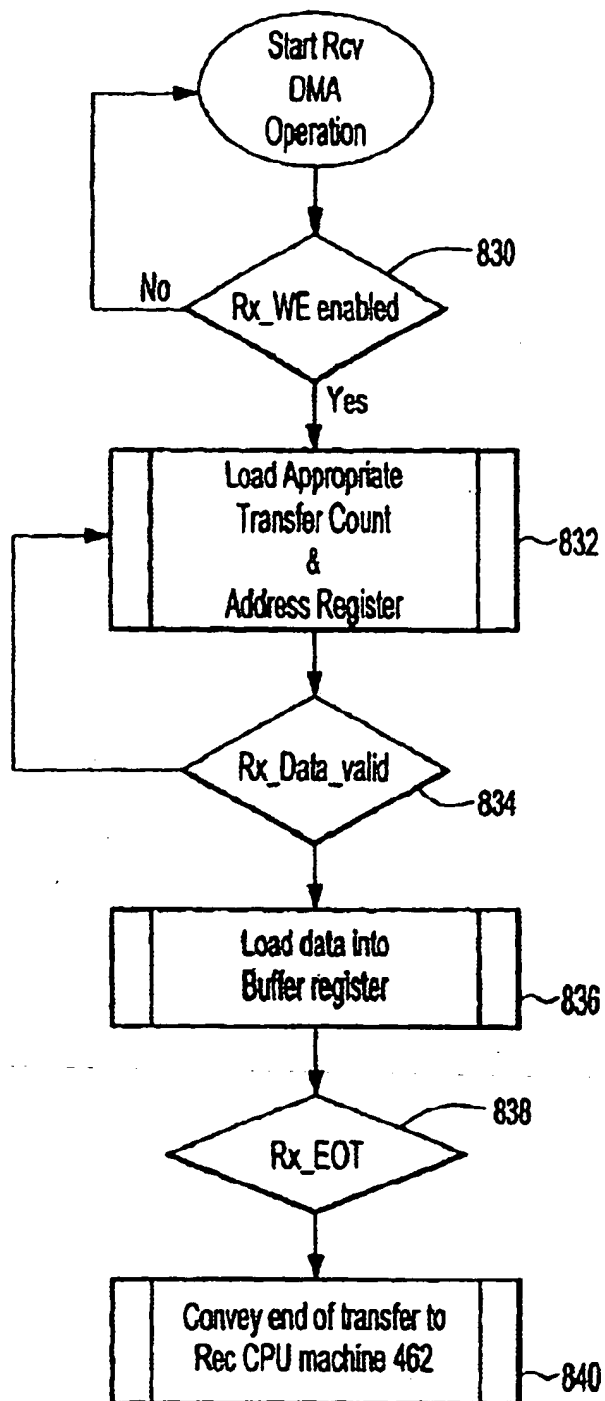 Start Rcv
DMA
Operation
830
No
Rx_WE enabled
Yes
Load Appropriate
Transfer Count
&
Address Register
832
Rx_Data_valid
834
Load data into
Buffer register
836
838
Rx_EOT
Convey end of transfer to
Rec CPU machine 462
840